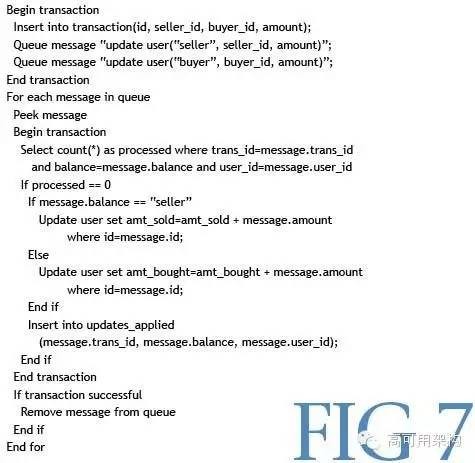 Begin transaction
Insert into transaction(id, seller_id, buyer_id, amount);
Queue message “update user(“seller”, seller_id, amount)”;
Queue message “update user(“buyer”, buyer_id, amount)”;
End transaction
For each message in queue
Peek message
Begin transaction
Select count(*) as processed where trans_id=message.trans_id
and balance=message.balance and user_id=message.user_id
If processed == 0
If message.balance == “seller”
Update user set amt_sold=amt_sold + message.amount
where id=message.id;
Else
Update user set amt_bought=amt_bought + message.amount
where id=message.id;
End if
Insert into updates_applied
(message.trans_id, message.balance, message.user_id);
End if
End transaction
If transaction successful
Remove message from queue
End if
End for
FIG 7
高可用架构